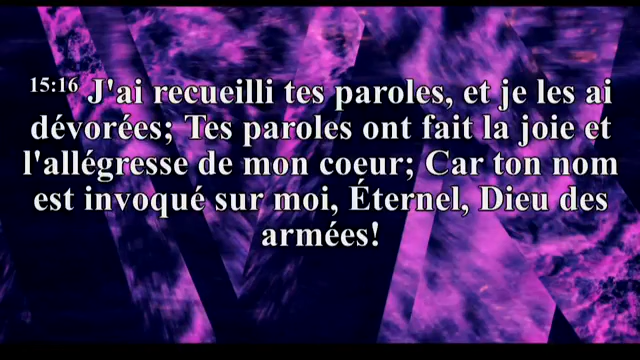 15:16 J'ai recueilli tes paroles, et je les ai
dévorées; Tes paroles ont fait la joie et
l'allégresse de mon coeur; Car ton nom
est invoqué sur moi, Éternel, Dieu des
armées!